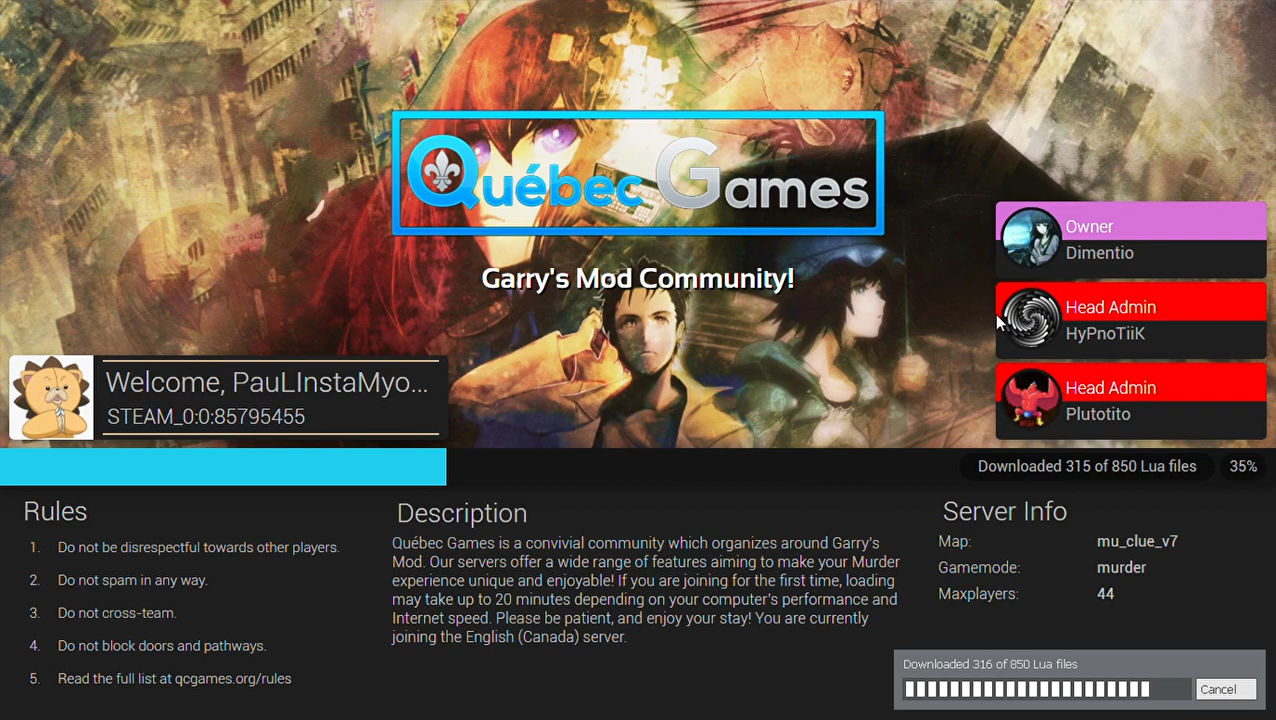 Québec Games
Garry's Mod Community!
Owner
Dimentio
Head Admin
HyPnoTiiK
Head Admin
Plutotito
Welcome, PauLInstaMyo...
STEAM_0:0:85795455
Downloaded 315 of 850 Lua files
35%
Rules
1. Do not be disrespectful towards other players.
2. Do not spam in any way.
3. Do not cross-team.
4. Do not block doors and pathways.
5. Read the full list at qcgames.org/rules
Description
Québec Games is a convivial community which organizes around Garry's
Mod. Our servers offer a wide range of features aiming to make your Murder
experience unique and enjoyable! If you are joining for the first time, loading
may take up to 20 minutes depending on your computer's performance and
Internet speed. Please be patient, and enjoy your stay! You are currently
joining the English (Canada) server.
Server Info
Map: mu_clue_v7
Gamemode: murder
Maxplayers: 44
Downloaded 316 of 850 Lua files
Cancel